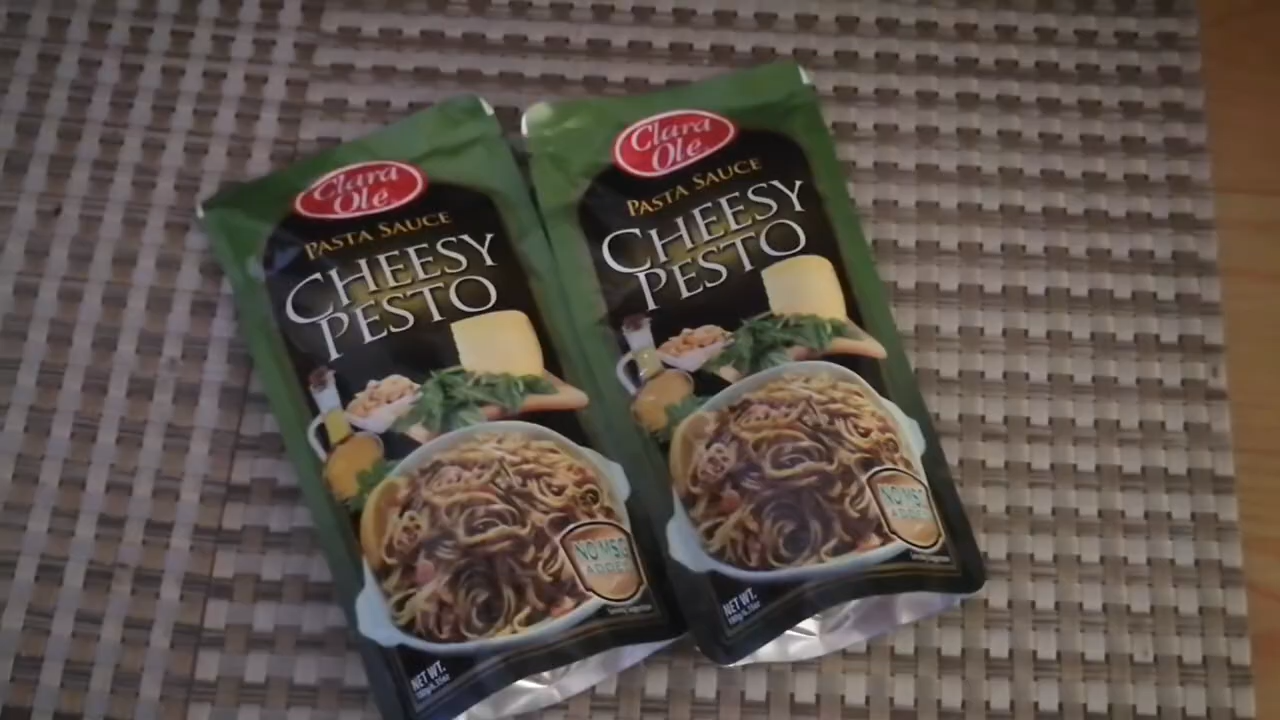 Clara
Olé
PASTA SAUCE
CHEESY
PESTO
NO MSG
ADDED
NET WT.
Clara
Olé
PASTA SAUCE
CHEESY
PESTO
NO MSG
ADDED
NET WT.